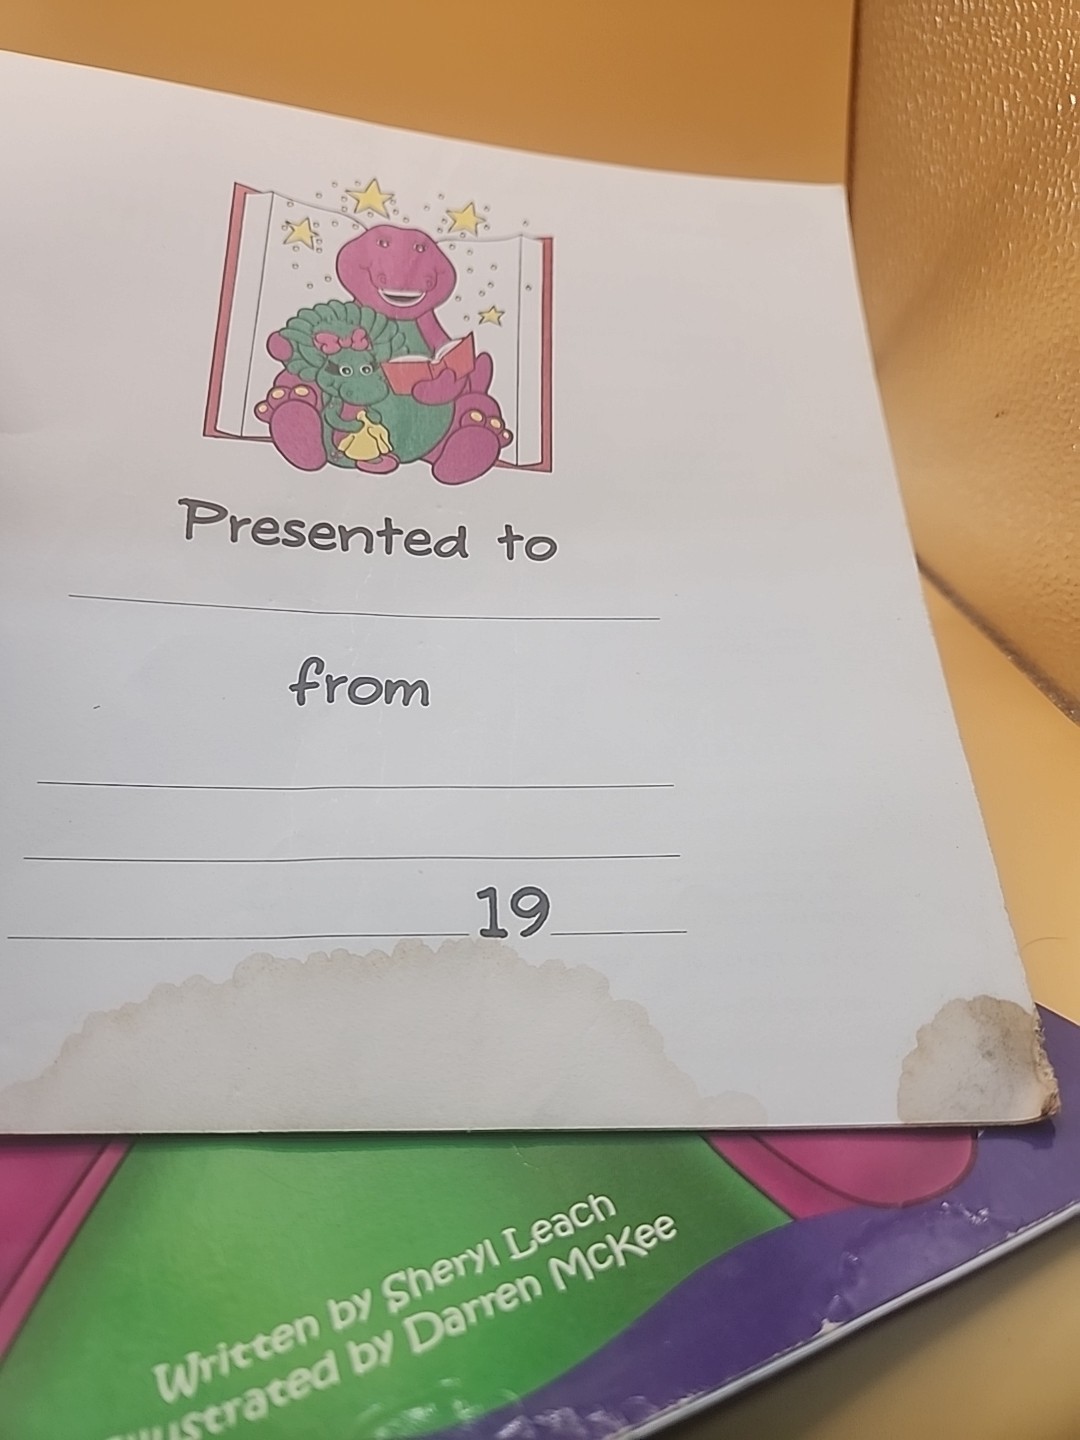 Presented to
from
19
Written by Sheryl Leach
Illustrated by Darren McKee